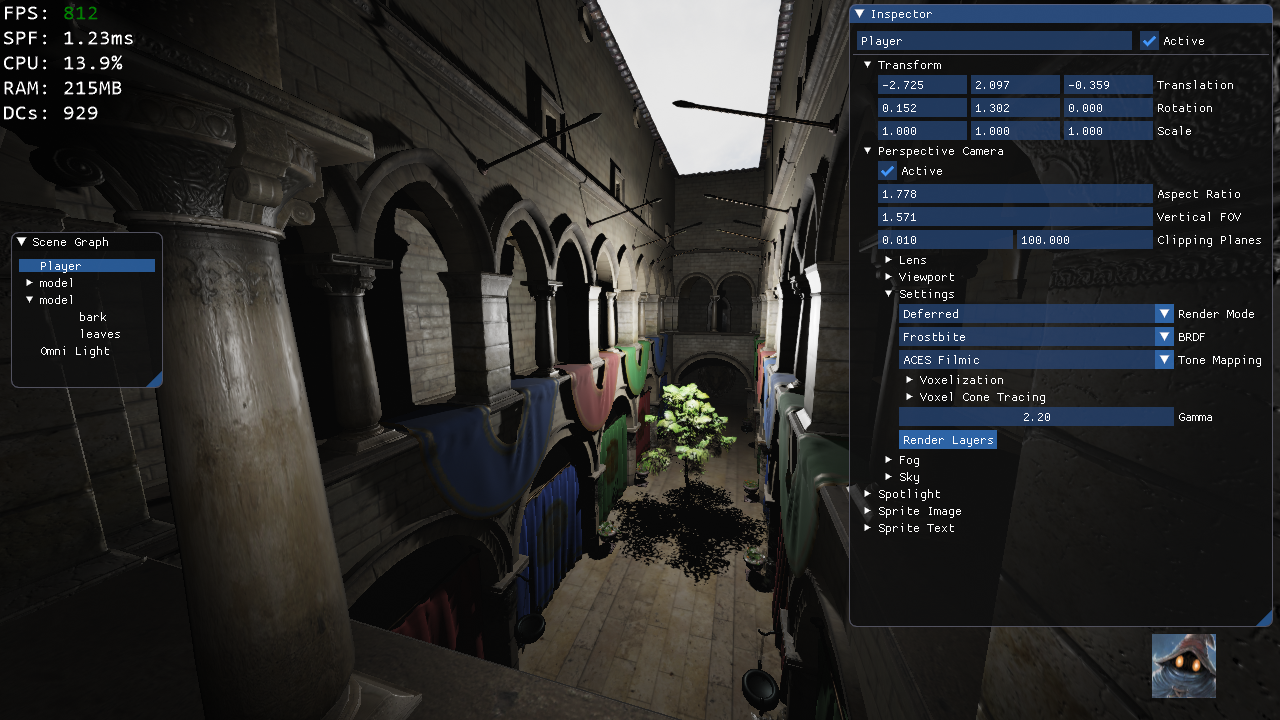 FPS: 812
SPF: 1.23ms
CPU: 13.9%
RAM: 215MB
DCs: 929
Scene Graph
Player
model
model
bark
leaves
Omni Light
Inspector
Player Active
Transform
-2.725 2.097 -0.359 Translation
0.152 1.302 0.000 Rotation
1.000 1.000 1.000 Scale
Perspective Camera
Active
1.778 Aspect Ratio
1.571 Vertical FOV
0.010 100.000 Clipping Planes
Lens
Viewport
Settings
Deferred Render Mode
Frostbite BRDF
ACES Filmic Tone Mapping
Voxelization
Voxel Cone Tracing
2.20 Gamma
Render Layers
Fog
Sky
Spotlight
Sprite Image
Sprite Text